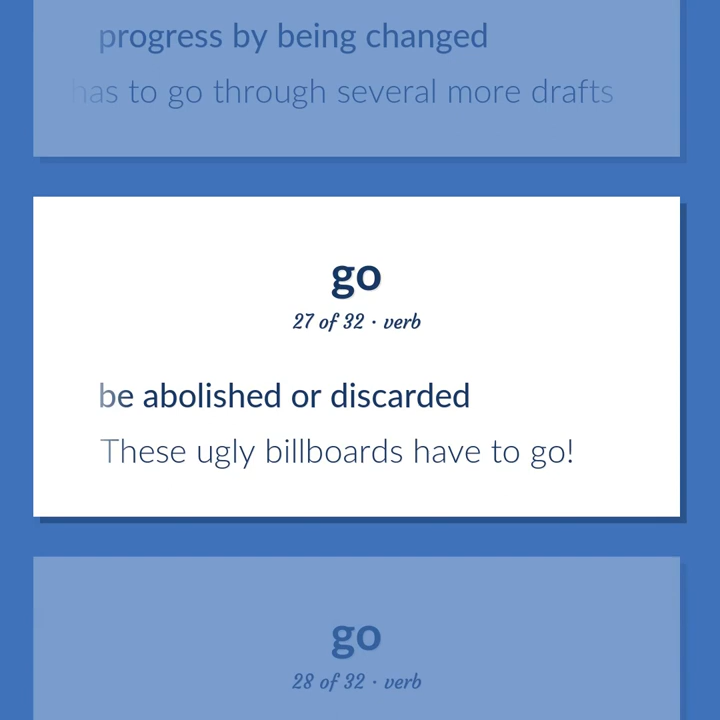 progress by being changed
has to go through several more drafts
go
27 of 32 · verb
be abolished or discarded
These ugly billboards have to go!
go
28 of 32 · verb